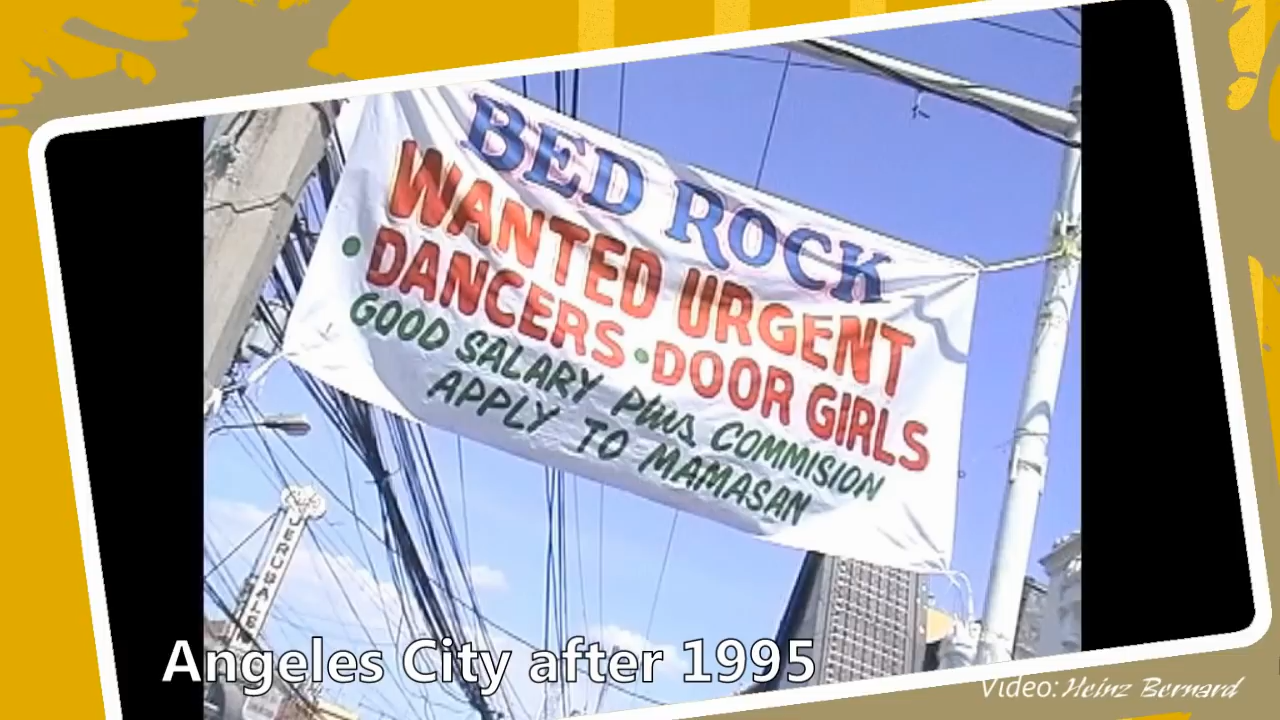 BED ROCK
WANTED URGENT
• DANCERS • DOOR GIRLS
GOOD SALARY plus COMMISION
APPLY TO MAMASAN
JERUSALEM
Angeles City after 1995
Video: Heinz Bernard